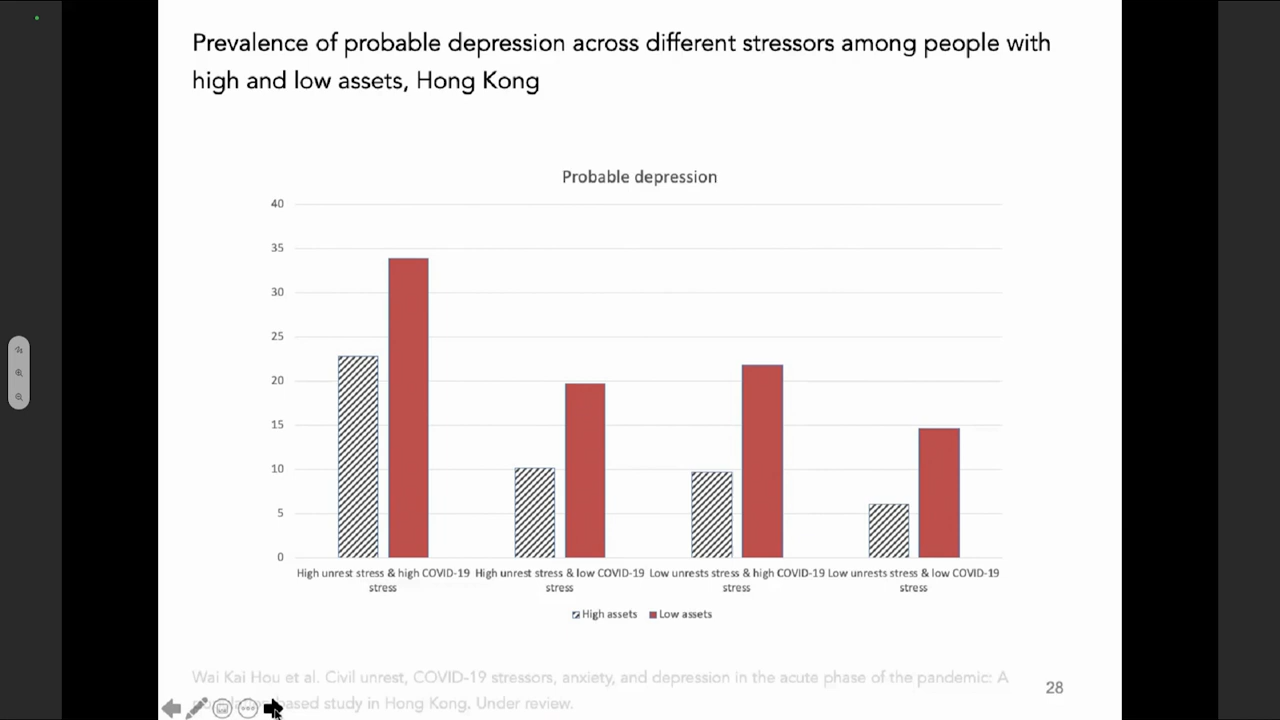 Prevalence of probable depression across different stressors among people with
high and low assets, Hong Kong
Probable depression
40
35
30
25
20
15
10
5
0
High unrest stress & high COVID-19
stress
High unrest stress & low COVID-19
stress
Low unrests stress & high COVID-19
stress
Low unrests stress & low COVID-19
stress
High assets
Low assets
Wai Kai Hou et al. Civil unrest, COVID-19 stressors, anxiety, and depression in the acute phase of the pandemic: A
based study in Hong Kong. Under review.
28